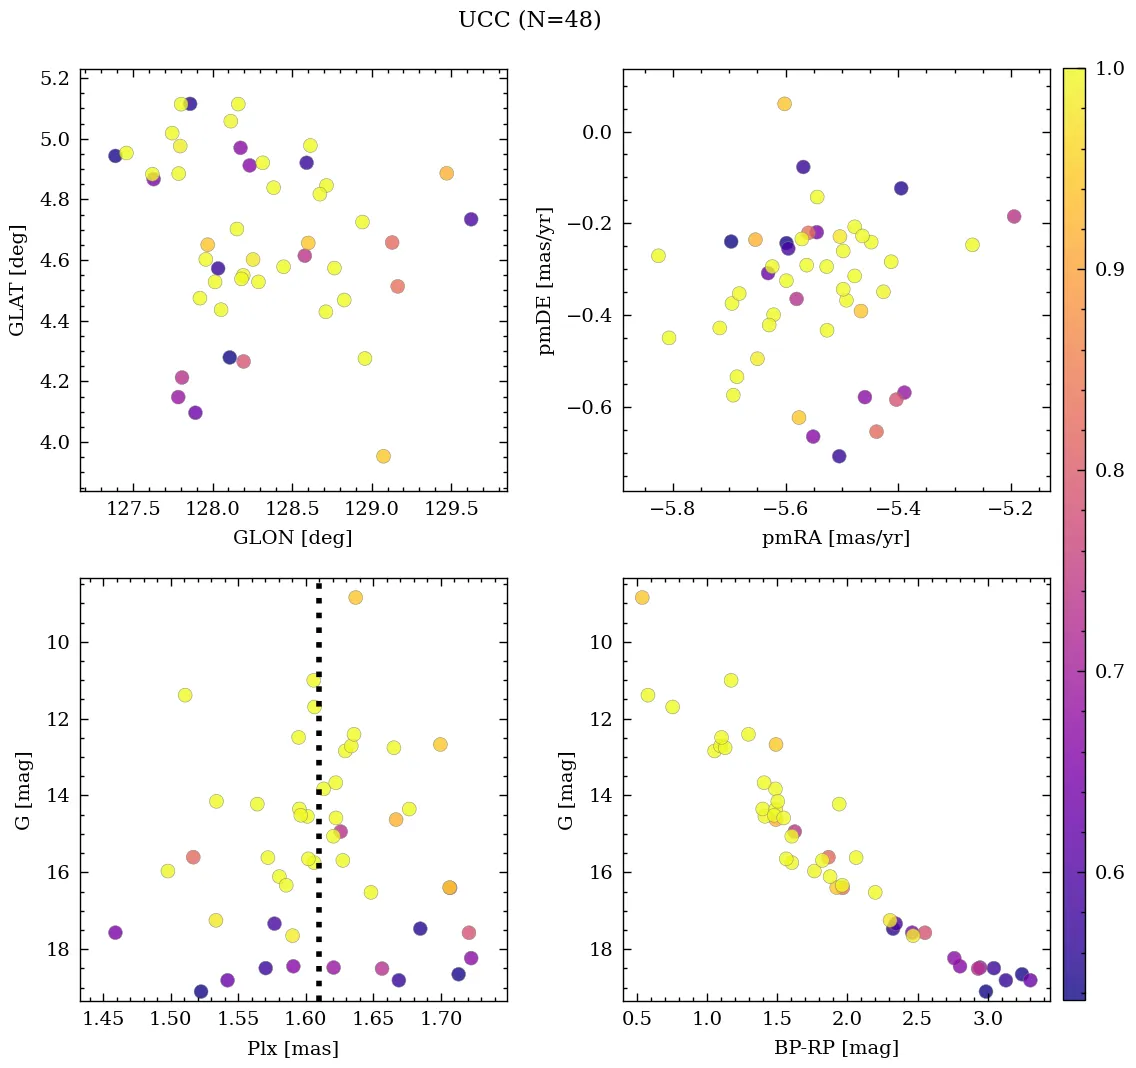 UCC (N=48)
5.2
5.0
4.8
4.6
4.4
4.2
4.0
GLAT [deg]
127.5 128.0 128.5 129.0 129.5
GLON [deg]
0.0
−0.2
−0.4
−0.6
pmDE [mas/yr]
−5.8 −5.6 −5.4 −5.2
pmRA [mas/yr]
10
12
14
16
18
G [mag]
1.45 1.50 1.55 1.60 1.65 1.70
Plx [mas]
10
12
14
16
18
G [mag]
0.5 1.0 1.5 2.0 2.5 3.0
BP-RP [mag]
1.0
0.9
0.8
0.7
0.6